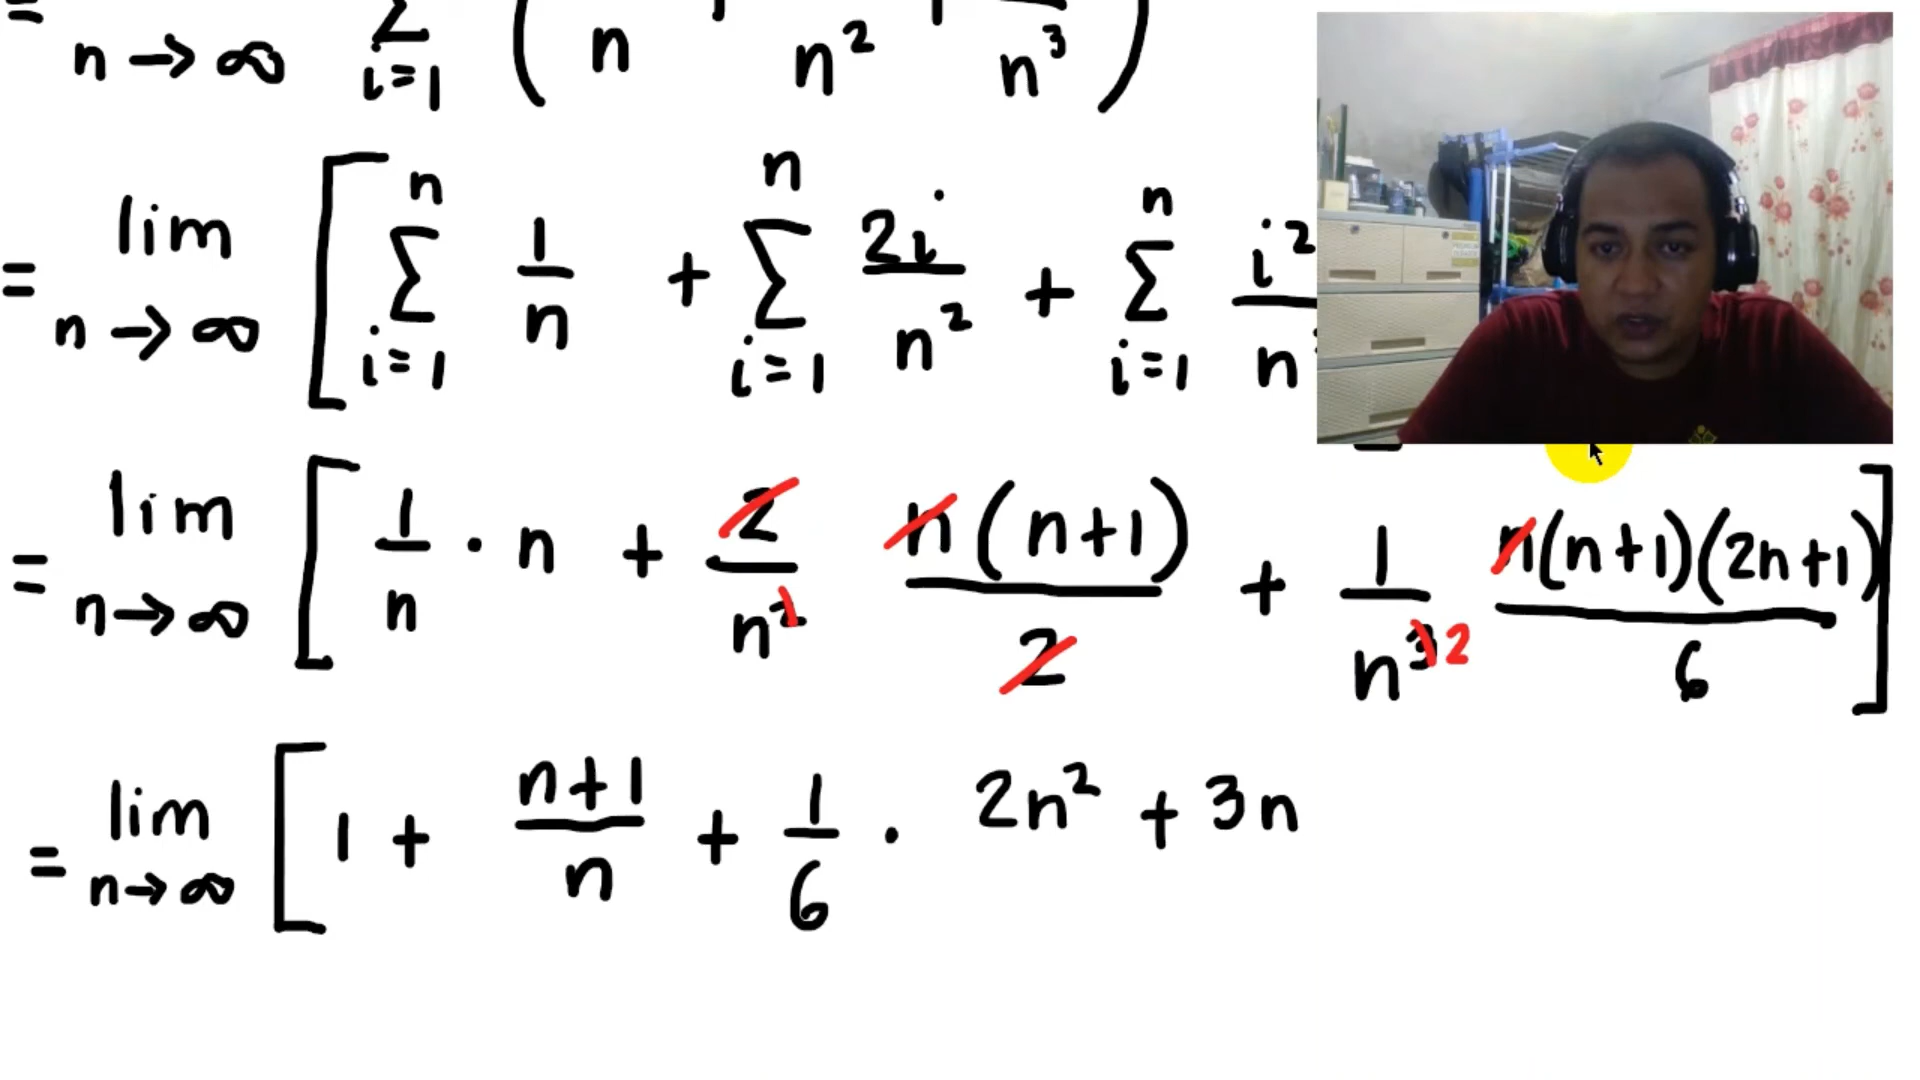 = n→∞ Σ i=1 ( n + n² + n³ )
= lim n→∞ [ Σ i=1 n 1/n + Σ i=1 n 2i/n² + Σ i=1 n i²/n
= lim n→∞ [ 1/n · n + 2/n² n(n+1)/2 + 1/n³ 2 n(n+1)(2n+1)/6 ]
= lim n→∞ [ 1 + n+1/n + 1/6 · 2n² + 3n